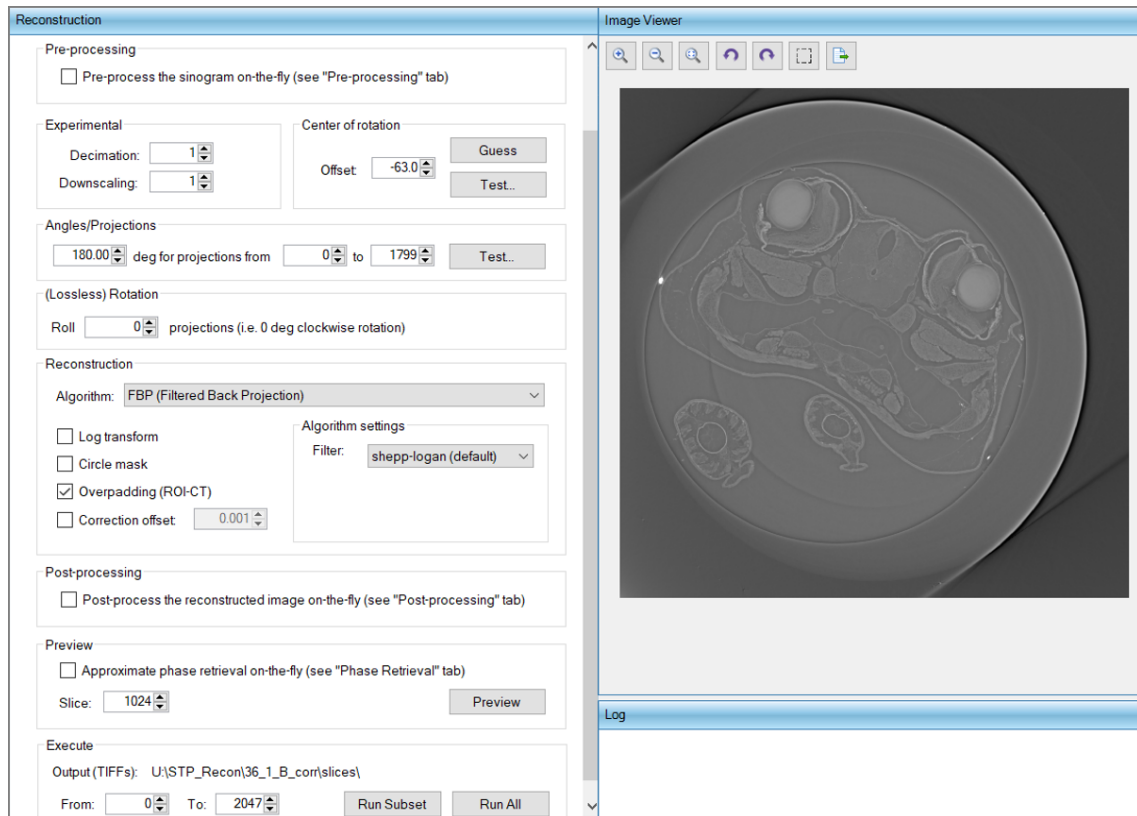 Reconstruction
Pre-processing
Pre-process the sinogram on-the-fly (see "Pre-processing" tab)
Experimental
Decimation: 1
Downscaling: 1
Center of rotation
Offset: -63.0
Guess
Test...
Angles/Projections
180.00 deg for projections from 0 to 1799 Test...
(Lossless) Rotation
Roll 0 projections (i.e. 0 deg clockwise rotation)
Reconstruction
Algorithm: FBP (Filtered Back Projection)
Log transform
Circle mask
Overpadding (ROI-CT)
Correction offset: 0.001
Algorithm settings
Filter: shepp-logan (default)
Post-processing
Post-process the reconstructed image on-the-fly (see "Post-processing" tab)
Preview
Approximate phase retrieval on-the-fly (see "Phase Retrieval" tab)
Slice: 1024 Preview
Execute
Output (TIFFs): U:\STP_Recon\36_1_B_corr\slices\
From: 0 To: 2047 Run Subset Run All
Image Viewer
Log